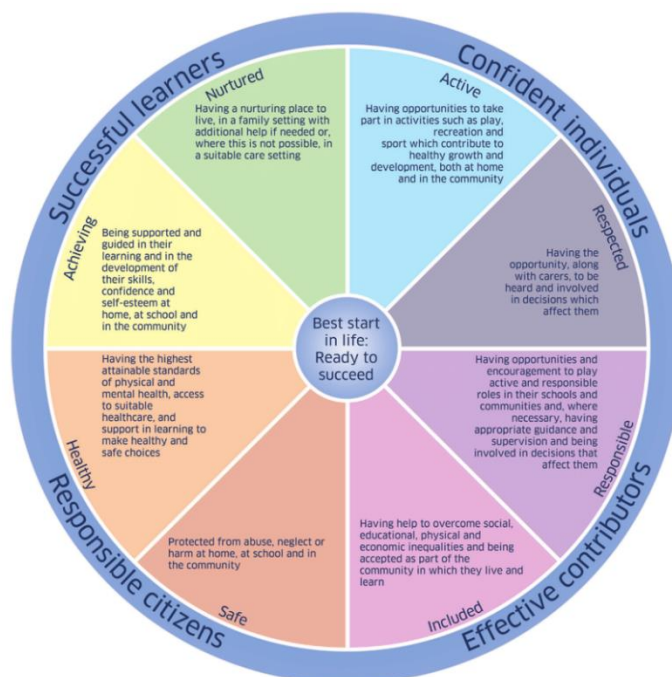 Successful learners
Confident individuals
Nurtured
Having a nurturing place to
live, in a family setting with
additional help if needed or,
where this is not possible, in
a suitable care setting
Active
Having opportunities to take
part in activities such as play,
recreation and
sport which contribute to
healthy growth and
development, both at home
and in the community
Achieving
Being supported and
guided in their
learning and in the
development of
their skills,
confidence and
self-esteem at
home, at school and
in the community
Respected
Having the
opportunity, along
with carers, to be
heard and involved
in decisions which
affect them
Best start
in life:
Ready to
succeed
Healthy
Having the highest
attainable standards
of physical and
mental health, access
to suitable
healthcare, and
support in learning to
make healthy and
safe choices
Responsible
Having opportunities and
encouragement to play
active and responsible
roles in their schools and
communities and, where
necessary, having
appropriate guidance and
supervision and being
involved in decisions that
affect them
Protected from abuse, neglect or
harm at home, at school and in
the community
Safe
Having help to overcome social,
educational, physical and
economic inequalities and being
accepted as part of the
community in which they live and
learn
Included
Responsible citizens
Effective contributors